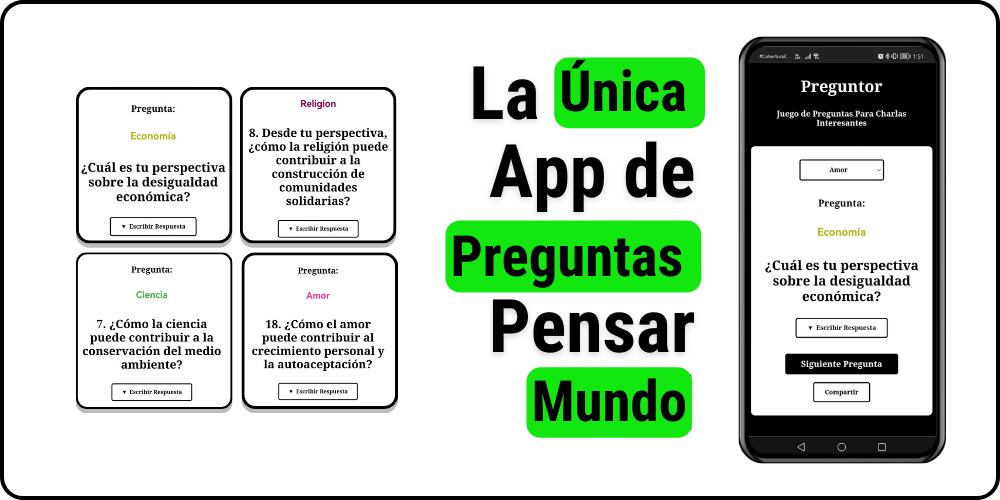 Pregunta:
Economía
¿Cuál es tu perspectiva
sobre la desigualdad
económica?
▼ Escribir Respuesta
Religion
8. Desde tu perspectiva,
¿cómo la religión puede
contribuir a la
construcción de
comunidades
solidarias?
▼ Escribir Respuesta
Pregunta:
Ciencia
7. ¿Cómo la ciencia
puede contribuir a la
conservación del medio
ambiente?
▼ Escribir Respuesta
Pregunta:
Amor
18. ¿Cómo el amor
puede contribuir al
crecimiento personal y
la autoaceptación?
▼ Escribir Respuesta
La Única
App de
Preguntas
Pensar
Mundo
1:51
Preguntor
Juego de Preguntas Para Charlas
Interesantes
Amor
Pregunta:
Economía
¿Cuál es tu perspectiva
sobre la desigualdad
económica?
▼ Escribir Respuesta
Siguiente Pregunta
Compartir